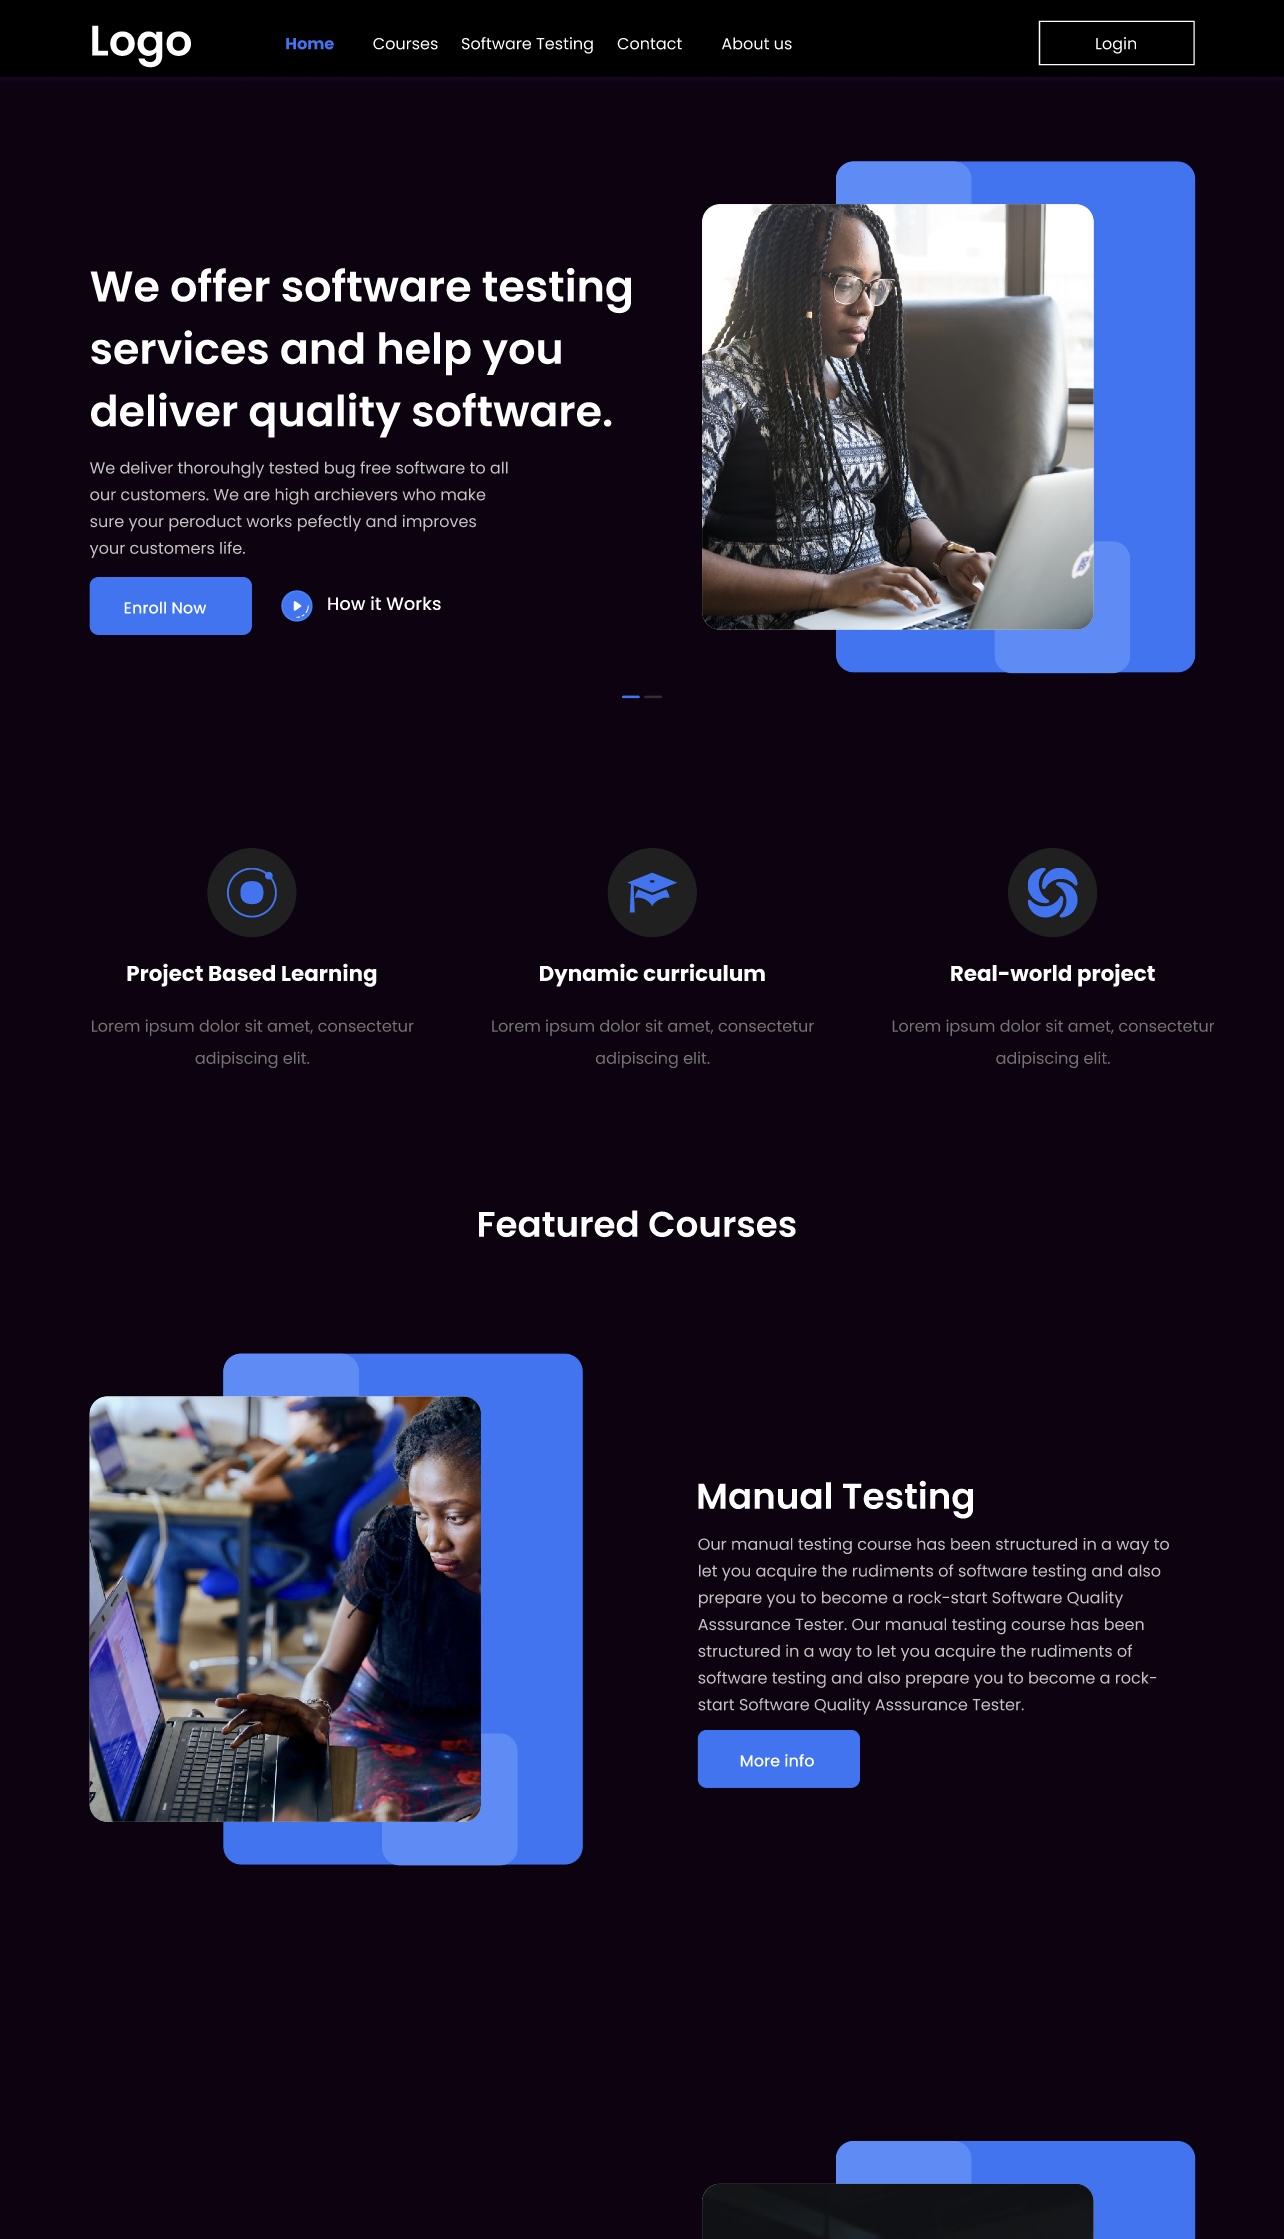 Logo
Home Courses Software Testing Contact About us Login
We offer software testing
services and help you
deliver quality software.
We deliver thorouhgly tested bug free software to all
our customers. We are high archievers who make
sure your peroduct works pefectly and improves
your customers life.
Enroll Now How it Works
Project Based Learning
Lorem ipsum dolor sit amet, consectetur
adipiscing elit.
Dynamic curriculum
Lorem ipsum dolor sit amet, consectetur
adipiscing elit.
Real-world project
Lorem ipsum dolor sit amet, consectetur
adipiscing elit.
Featured Courses
Manual Testing
Our manual testing course has been structured in a way to
let you acquire the rudiments of software testing and also
prepare you to become a rock-start Software Quality
Asssurance Tester. Our manual testing course has been
structured in a way to let you acquire the rudiments of
software testing and also prepare you to become a rock-
start Software Quality Asssurance Tester.
More info